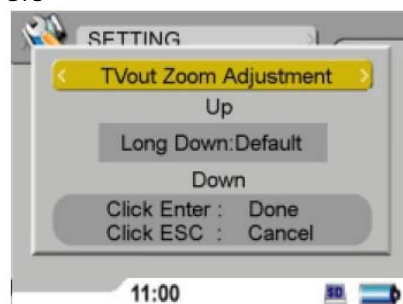 SETTING
< TVout Zoom Adjustment >
Up
Long Down:Default
Down
Click Enter : Done
Click ESC : Cancel
11:00
SD